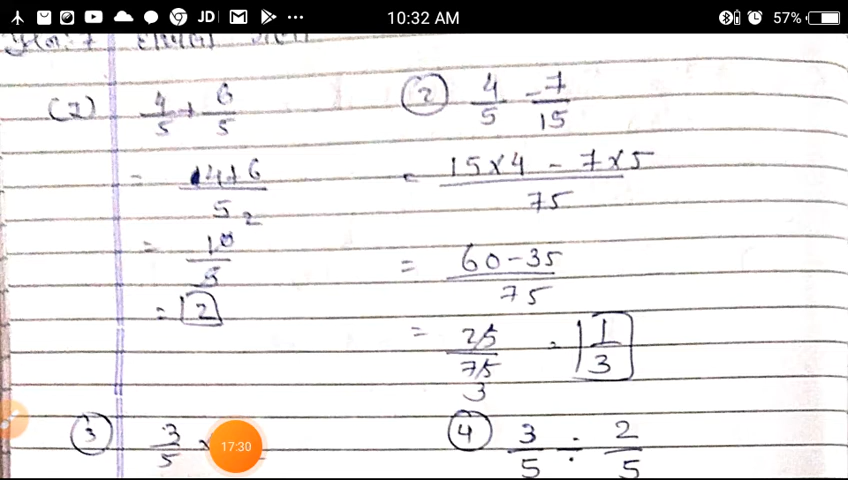 JD ... 10:32 AM 57%
(1) 4/5 + 6/5
= 4+6/5
= 10/5 2
= 2
(2) 4/5 - 7/15
= 15×4 - 7×5/75
= 60-35/75
= 25/75 3 = 1/3
(3) 3/5 ×
17:30
(4) 3/5 ÷ 2/5